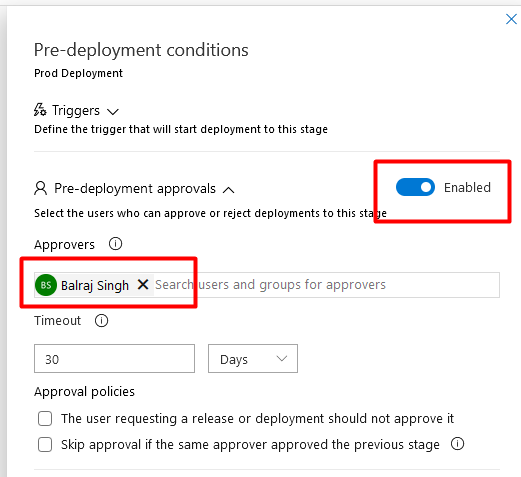 Pre-deployment conditions
Prod Deployment
Triggers
Define the trigger that will start deployment to this stage
Pre-deployment approvals
Enabled
Select the users who can approve or reject deployments to this stage
Approvers
BS Balraj Singh Search users and groups for approvers
Timeout
30 Days
Approval policies
The user requesting a release or deployment should not approve it
Skip approval if the same approver approved the previous stage